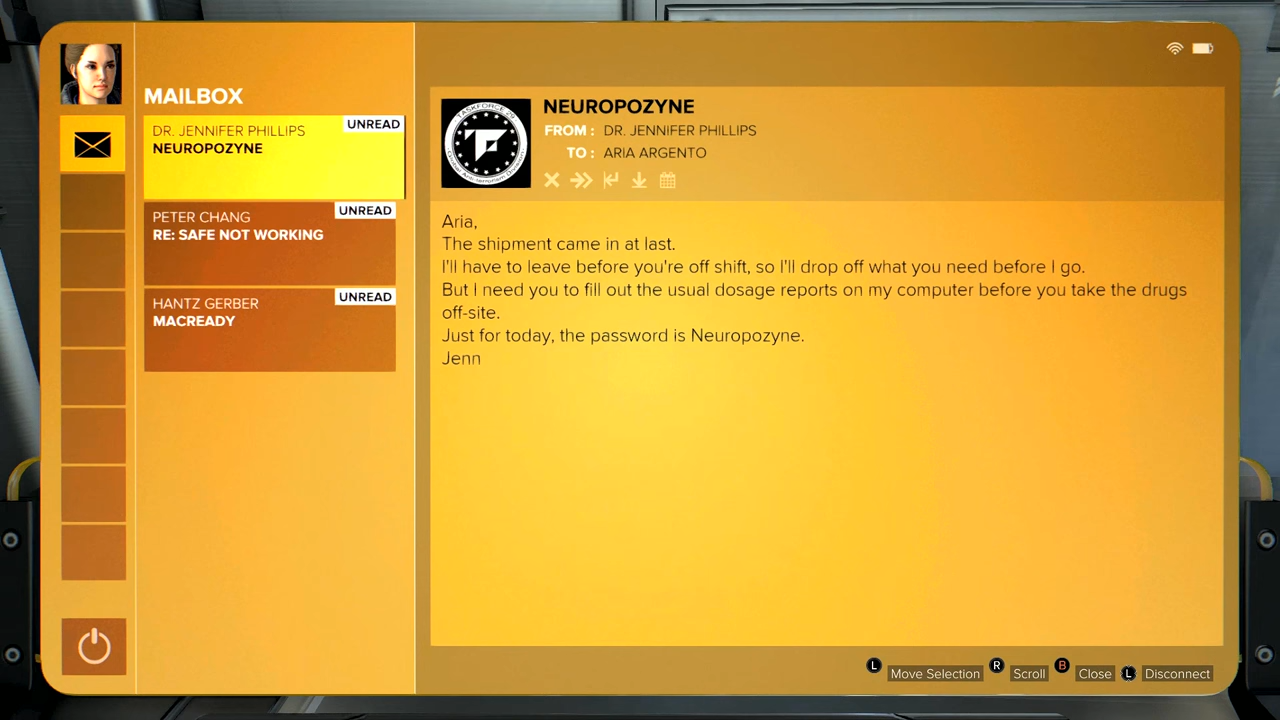 MAILBOX
DR. JENNIFER PHILLIPS
UNREAD
NEUROPOZYNE
PETER CHANG
UNREAD
RE: SAFE NOT WORKING
HANTZ GERBER
UNREAD
MACREADY
TASKFORCE 29
NEUROPOZYNE
FROM : DR. JENNIFER PHILLIPS
TO : ARIA ARGENTO
Aria,
The shipment came in at last.
I'll have to leave before you're off shift, so I'll drop off what you need before I go.
But I need you to fill out the usual dosage reports on my computer before you take the drugs
off-site.
Just for today, the password is Neuropozyne.
Jenn
L Move Selection R Scroll B Close L Disconnect